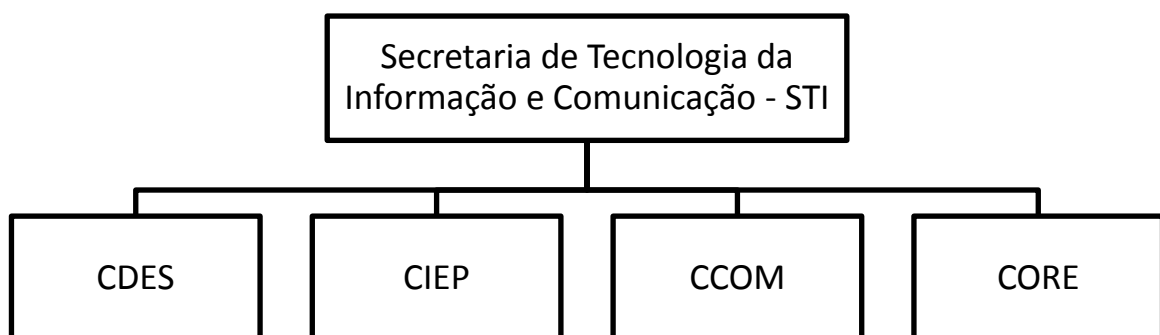 Secretaria de Tecnologia da
Informação e Comunicação - STI
CDES
CIEP
CCOM
CORE